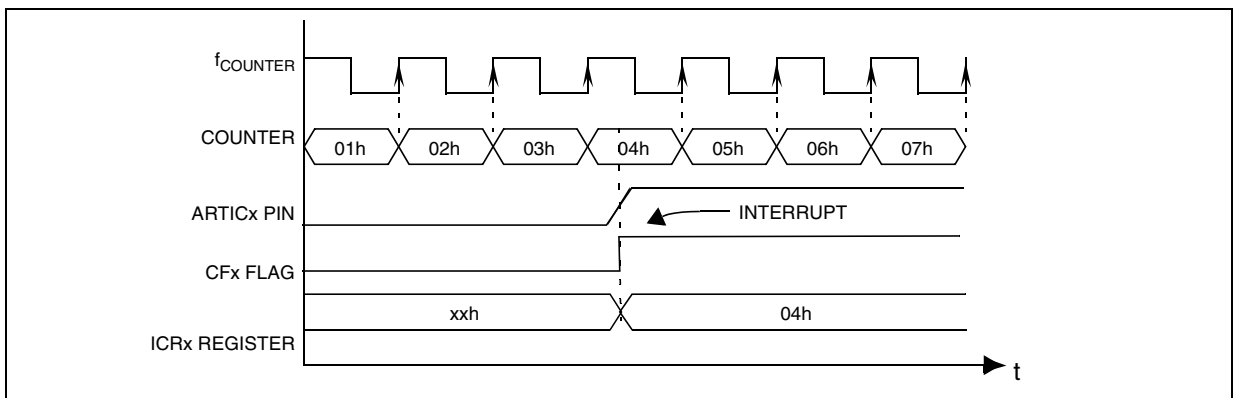 fCOUNTER
COUNTER 01h 02h 03h 04h 05h 06h 07h
ARTICx PIN INTERRUPT
CFx FLAG
xxh 04h
ICRx REGISTER
t